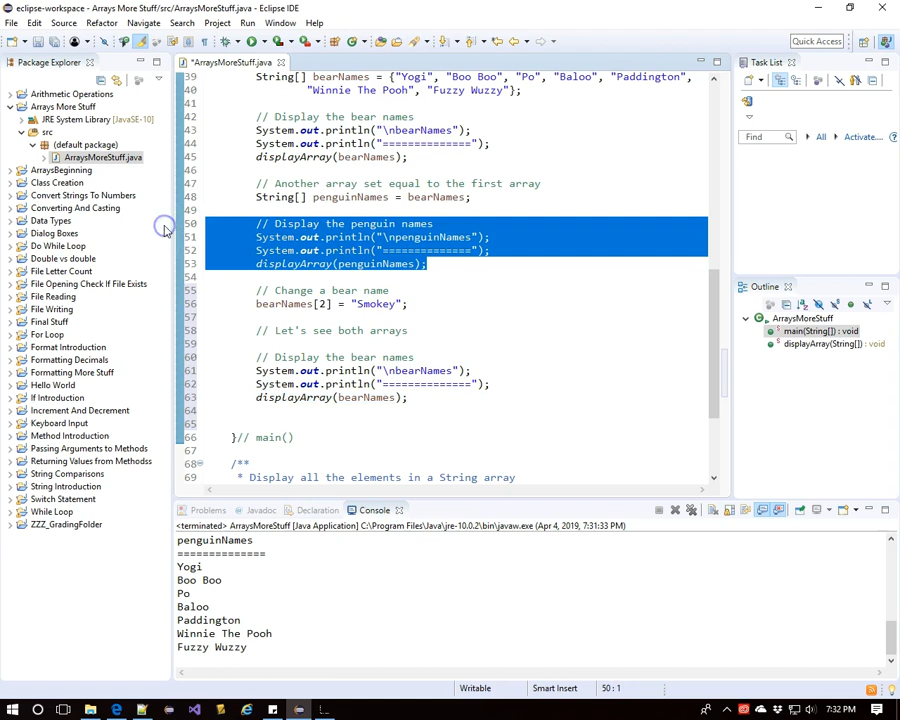 eclipse-workspace - Arrays More Stuff/src/ArraysMoreStuff.java - Eclipse IDE
File Edit Source Refactor Navigate Search Project Run Window Help
Quick Access
Package Explorer
Arithmetic Operations
Arrays More Stuff
JRE System Library [JavaSE-10]
src
(default package)
ArraysMoreStuff.java
ArraysBeginning
Class Creation
Convert Strings To Numbers
Converting And Casting
Data Types
Dialog Boxes
Do While Loop
Double vs double
File Letter Count
File Opening Check If File Exists
File Reading
File Writing
Final Stuff
For Loop
Format Introduction
Formatting Decimals
Formatting More Stuff
Hello World
If Introduction
Increment And Decrement
Keyboard Input
Method Introduction
Passing Arguments to Methods
Returning Values from Methodss
String Comparisons
String Introduction
Switch Statement
While Loop
ZZZ_GradingFolder
*ArraysMoreStuff.java
39 String[] bearNames = {"Yogi", "Boo Boo", "Po", "Baloo", "Paddington",
40 "Winnie The Pooh", "Fuzzy Wuzzy"};
41
42 // Display the bear names
43 System.out.println("\nbearNames");
44 System.out.println("==============");
45 displayArray(bearNames);
46
47 // Another array set equal to the first array
48 String[] penguinNames = bearNames;
49
50 // Display the penguin names
51 System.out.println("\npenguinNames");
52 System.out.println("==============");
53 displayArray(penguinNames);
54
55 // Change a bear name
56 bearNames[2] = "Smokey";
57
58 // Let's see both arrays
59
60 // Display the bear names
61 System.out.println("\nbearNames");
62 System.out.println("==============");
63 displayArray(bearNames);
64
65
66 }// main()
67
68 /**
69 * Display all the elements in a String array
Problems Javadoc Declaration Console
<terminated> ArraysMoreStuff [Java Application] C:\Program Files\Java\jre-10.0.2\bin\javaw.exe (Apr 4, 2019, 7:31:33 PM)
penguinNames
==============
Yogi
Boo Boo
Po
Baloo
Paddington
Winnie The Pooh
Fuzzy Wuzzy
Task List
Find All Activate...
Outline
ArraysMoreStuff
main(String[]) : void
displayArray(String[]) : void
Writable Smart Insert 50 : 1
7:32 PM